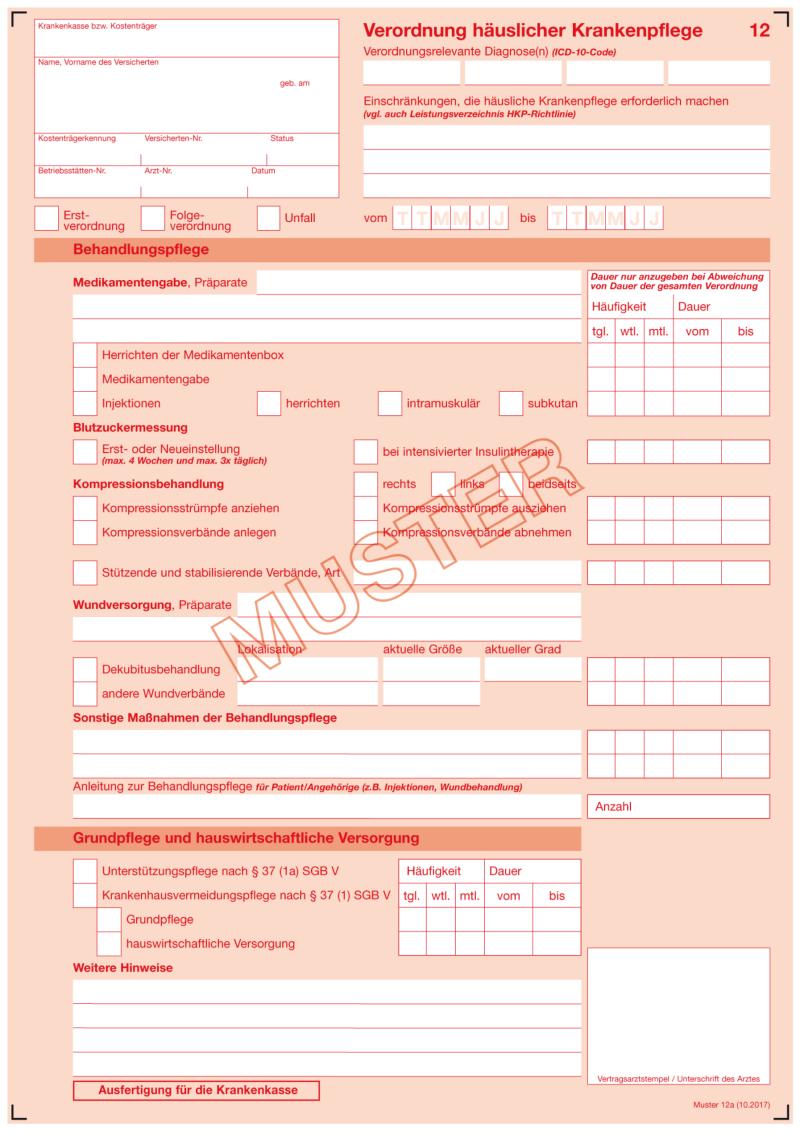 Krankenkasse bzw. Kostenträger
Name, Vorname des Versicherten
geb. am
Kostenträgerkennung Versicherten-Nr. Status
Betriebsstätten-Nr. Arzt-Nr. Datum
Verordnung häuslicher Krankenpflege 12
Verordnungsrelevante Diagnose(n) (ICD-10-Code)
Einschränkungen, die häusliche Krankenpflege erforderlich machen
(vgl. auch Leistungsverzeichnis HKP-Richtlinie)
Erst-
verordnung
Folge-
verordnung
Unfall
vom TTMMJJ bis TTMMJJ
Behandlungspflege
Medikamentengabe, Präparate
Dauer nur anzugeben bei Abweichung
von Dauer der gesamten Verordnung
Häufigkeit Dauer
tgl. wtl. mtl. vom bis
Herrichten der Medikamentenbox
Medikamentengabe
Injektionen herrichten intramuskulär subkutan
Blutzuckermessung
Erst- oder Neueinstellung
(max. 4 Wochen und max. 3x täglich)
bei intensivierter Insulintherapie
Kompressionsbehandlung rechts links beidseits
Kompressionsstrümpfe anziehen Kompressionsstrümpfe ausziehen
Kompressionsverbände anlegen Kompressionsverbände abnehmen
Stützende und stabilisierende Verbände, Art
MUSTER
Wundversorgung, Präparate
Lokalisation aktuelle Größe aktueller Grad
Dekubitusbehandlung
andere Wundverbände
Sonstige Maßnahmen der Behandlungspflege
Anleitung zur Behandlungspflege für Patient/Angehörige (z.B. Injektionen, Wundbehandlung)
Anzahl
Grundpflege und hauswirtschaftliche Versorgung
Unterstützungspflege nach § 37 (1a) SGB V Häufigkeit Dauer
Krankenhausvermeidungspflege nach § 37 (1) SGB V tgl. wtl. mtl. vom bis
Grundpflege
hauswirtschaftliche Versorgung
Weitere Hinweise
Vertragsarztstempel / Unterschrift des Arztes
Ausfertigung für die Krankenkasse
Muster 12a (10.2017)